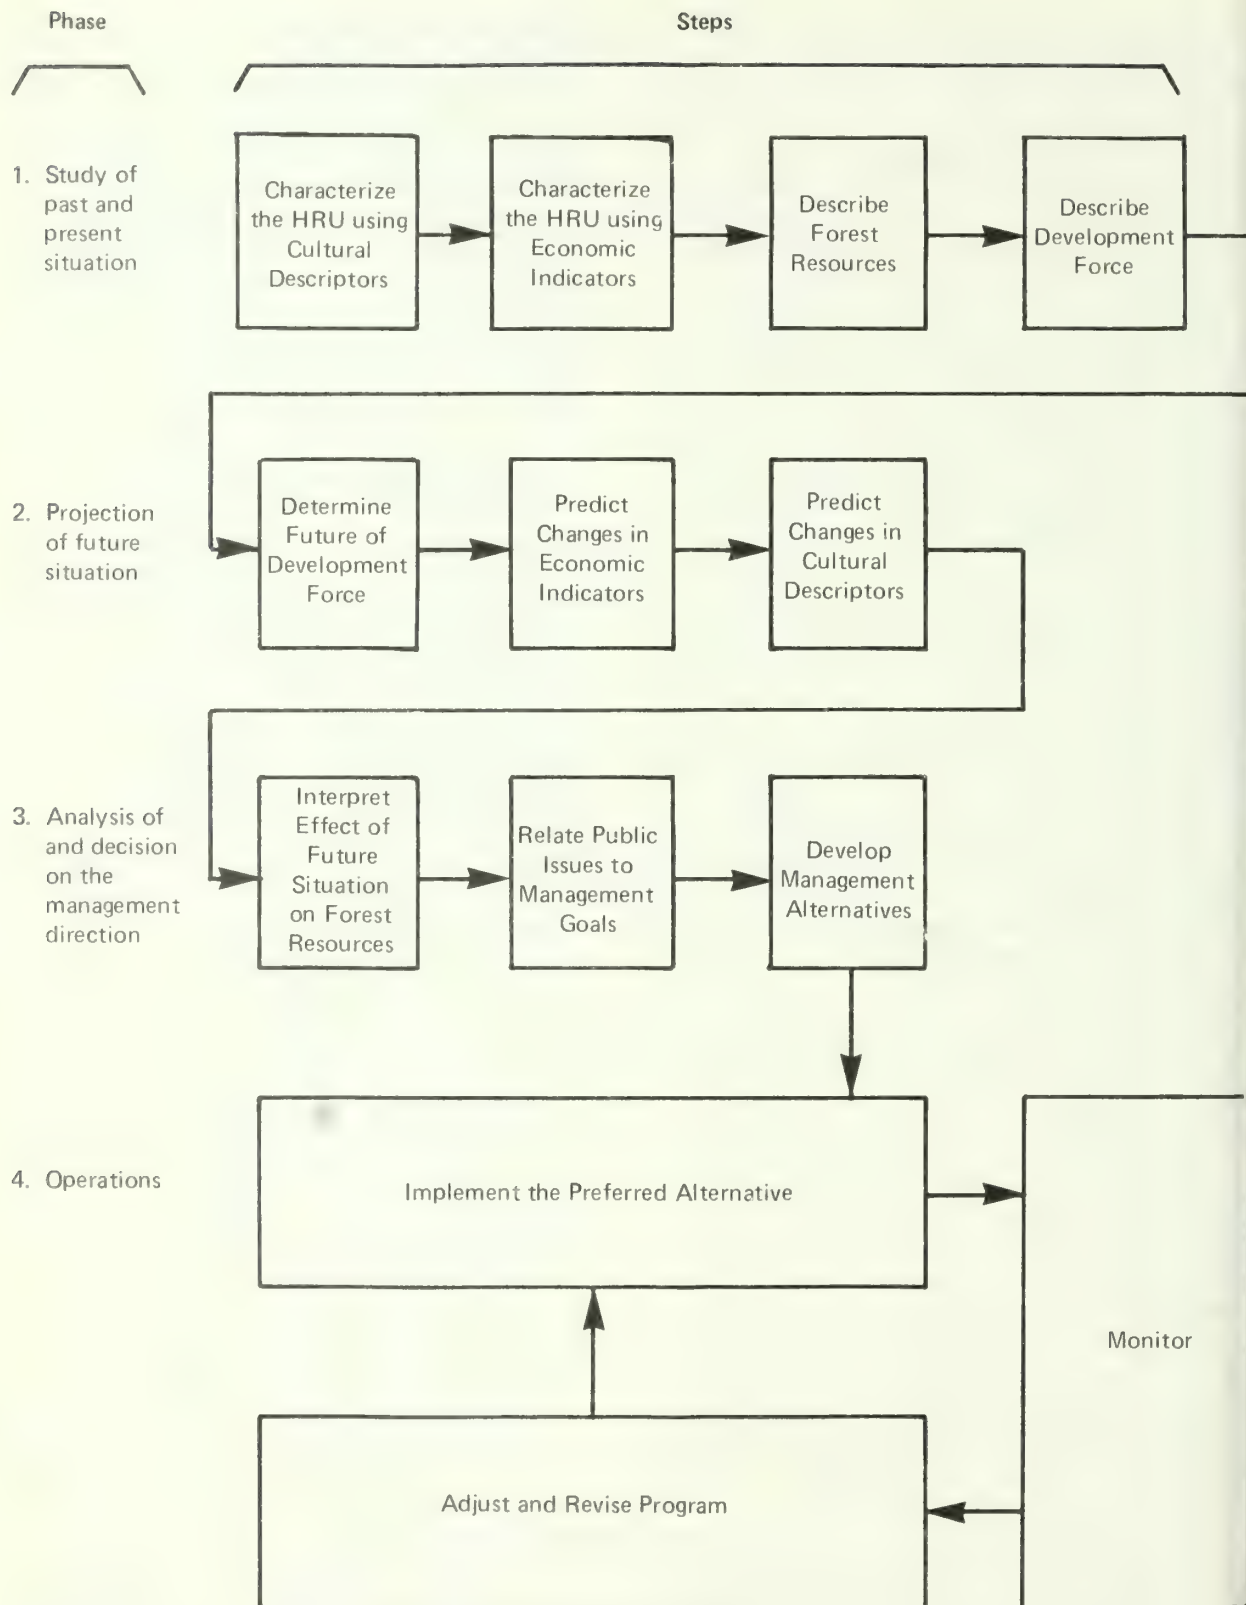 Phase
Steps
1. Study of
past and
present
situation
Characterize
the HRU using
Cultural
Descriptors
Characterize
the HRU using
Economic
Indicators
Describe
Forest
Resources
Describe
Development
Force
2. Projection
of future
situation
Determine
Future of
Development
Force
Predict
Changes in
Economic
Indicators
Predict
Changes in
Cultural
Descriptors
3. Analysis of
and decision
on the
management
direction
Interpret
Effect of
Future
Situation
on Forest
Resources
Relate Public
Issues to
Management
Goals
Develop
Management
Alternatives
4. Operations
Implement the Preferred Alternative
Monitor
Adjust and Revise Program